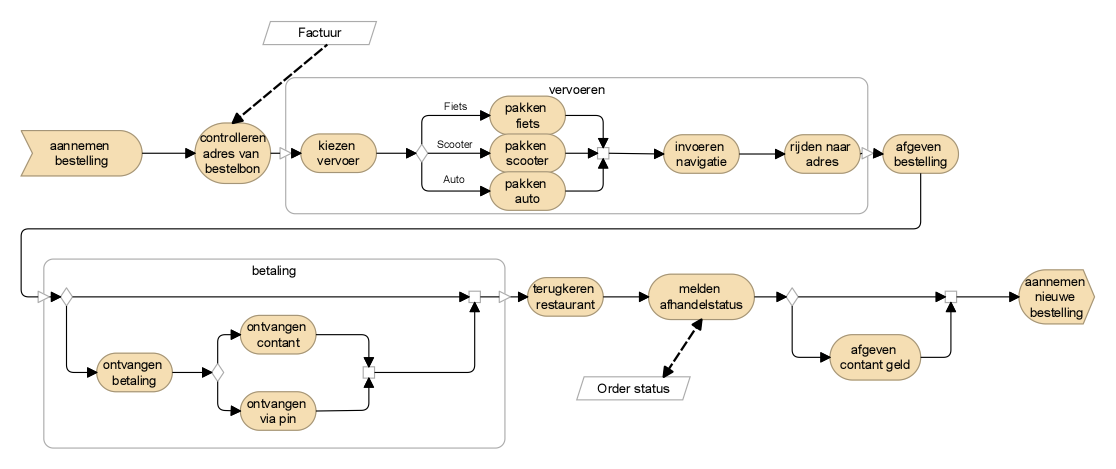 Factuur
vervoeren
aannemen
bestelling
controlleren
adres van
bestelbon
kiezen
vervoer
Fiets
Scooter
Auto
pakken
fiets
pakken
scooter
pakken
auto
invoeren
navigatie
rijden naar
adres
afgeven
bestelling
betaling
ontvangen
betaling
ontvangen
contant
ontvangen
via pin
terugkeren
restaurant
melden
afhandelstatus
Order status
afgeven
contant geld
aannemen
nieuwe
bestelling